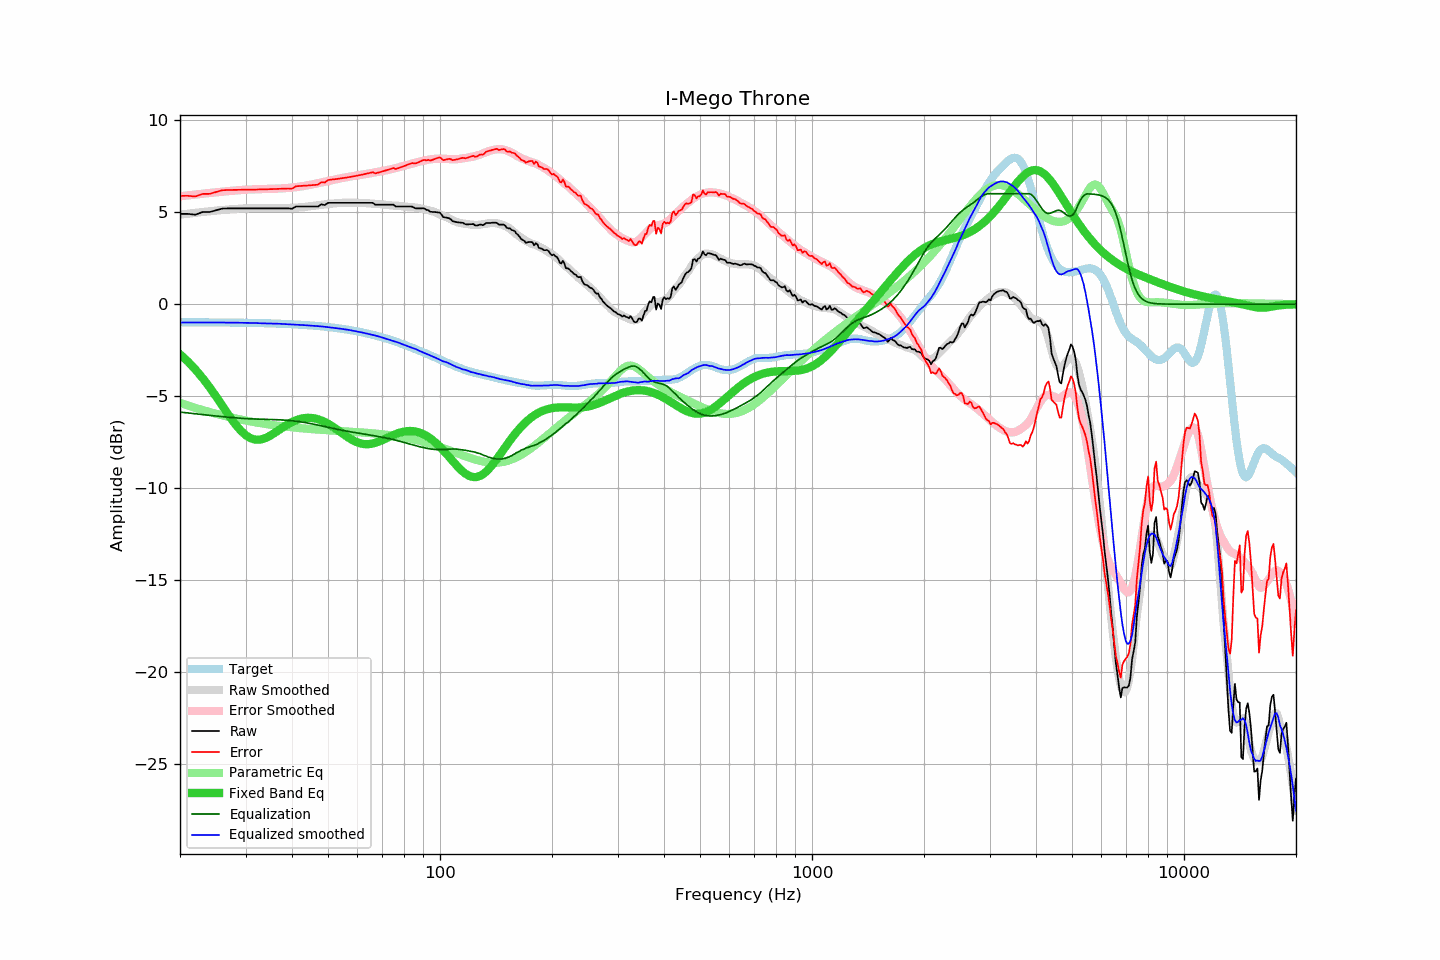 I-Mego Throne
10
5
0
−5
−10
−15
−20
−25
Amplitude (dBr)
Target
Raw Smoothed
Error Smoothed
Raw
Error
Parametric Eq
Fixed Band Eq
Equalization
Equalized smoothed
100
1000
10000
Frequency (Hz)